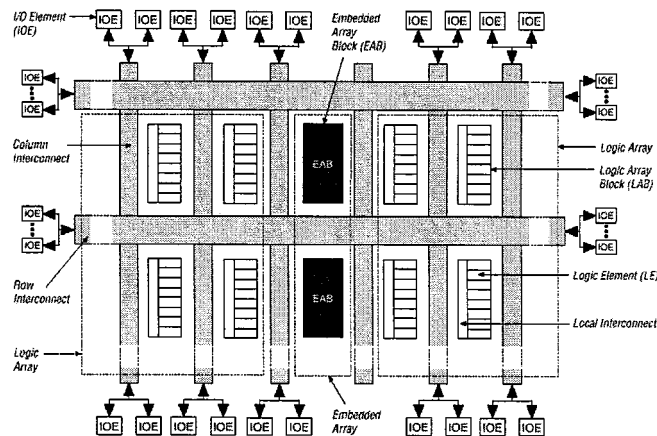 I/O Element
(IOE)
IOE IOE IOE IOE IOE IOE IOE IOE IOE IOE
Embedded
Array
Block (EAB)
IOE
IOE
IOE
IOE
Column
Interconnect
EAB
Logic Array
Logic Array
Block (LAB)
IOE
IOE
IOE
IOE
Row
Interconnect
EAB
Logic Element (LE)
Local Interconnect
Logic
Array
Embedded
Array
IOE IOE IOE IOE IOE IOE IOE IOE IOE IOE